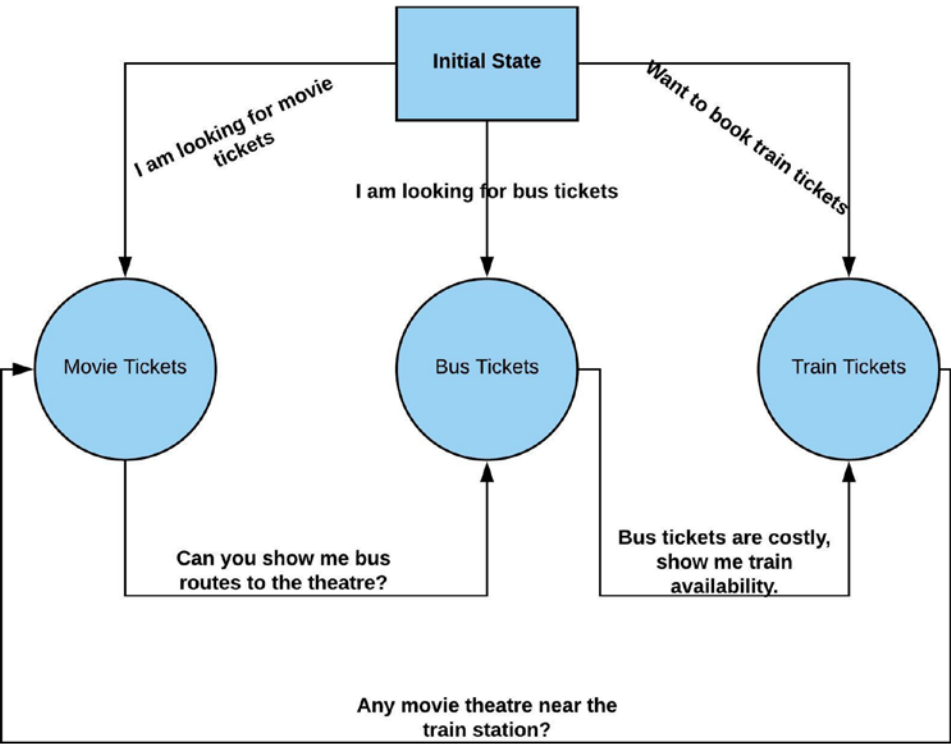 Initial State
I am looking for movie
tickets
Want to book train tickets
I am looking for bus tickets
Movie Tickets
Bus Tickets
Train Tickets
Can you show me bus
routes to the theatre?
Bus tickets are costly,
show me train
availability.
Any movie theatre near the
train station?